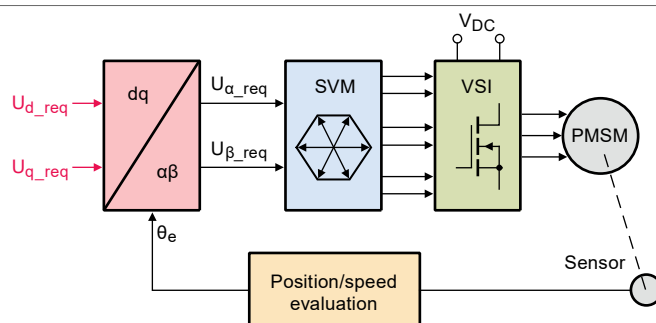 V_DC
dq
SVM
VSI
U_d_req
U_α_req
PMSM
U_q_req
U_β_req
αβ
θ_e
Sensor
Position/speed
evaluation